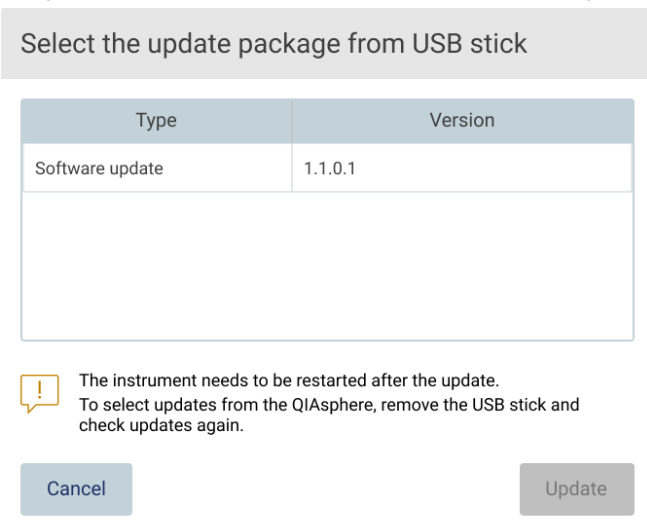 Select the update package from USB stick
Type Version
Software update 1.1.0.1
!
The instrument needs to be restarted after the update.
To select updates from the QIAsphere, remove the USB stick and
check updates again.
Cancel Update